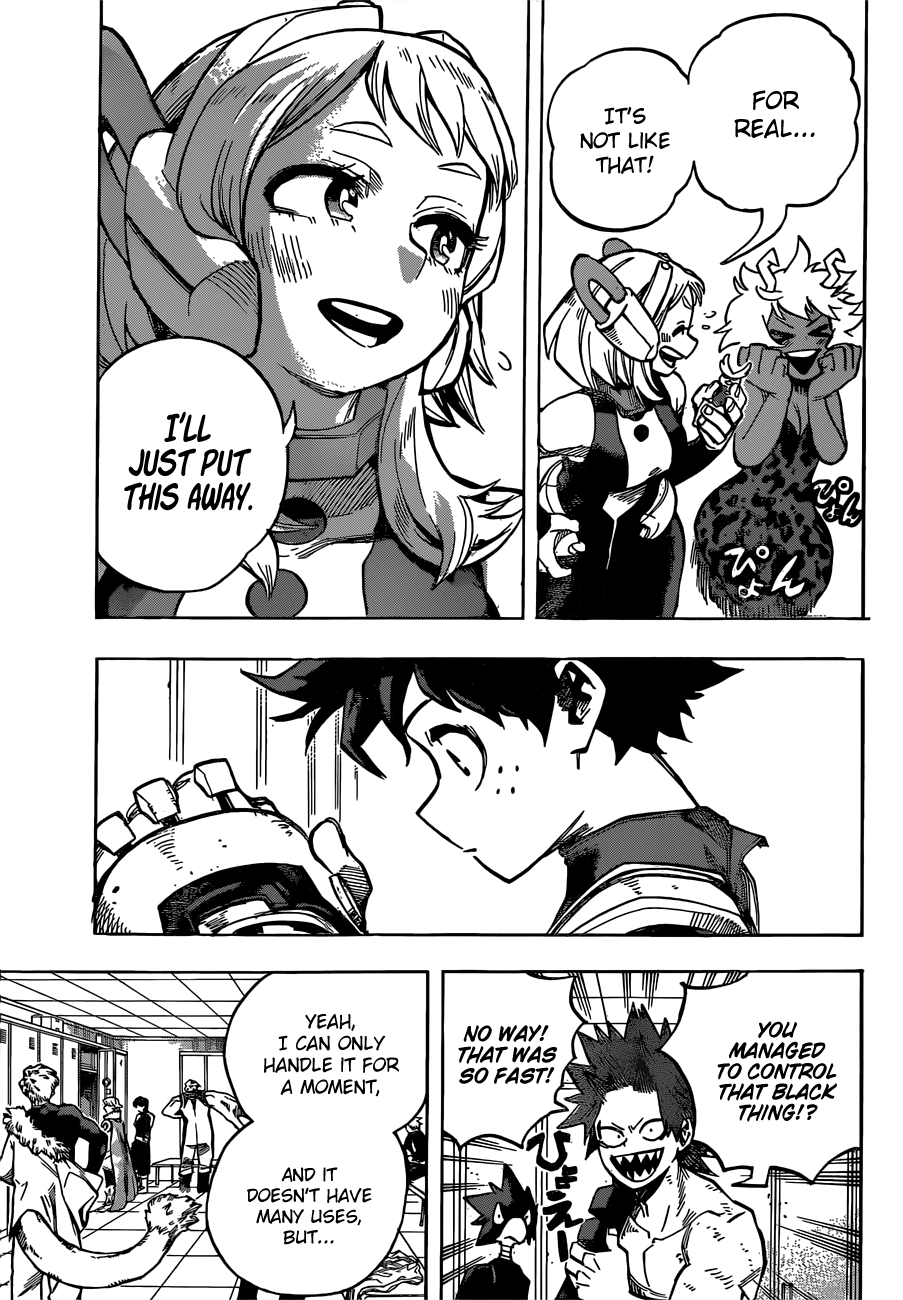 FOR
REAL...
IT'S
NOT LIKE
THAT!
ぴょん
ぴょん
I'LL
JUST PUT
THIS AWAY.
YOU
MANAGED
TO CONTROL
THAT BLACK
THING!?
NO WAY!
THAT WAS
SO FAST!
ひょえー
YEAH,
I CAN ONLY
HANDLE IT FOR
A MOMENT,
AND IT
DOESN'T HAVE
MANY USES,
BUT...